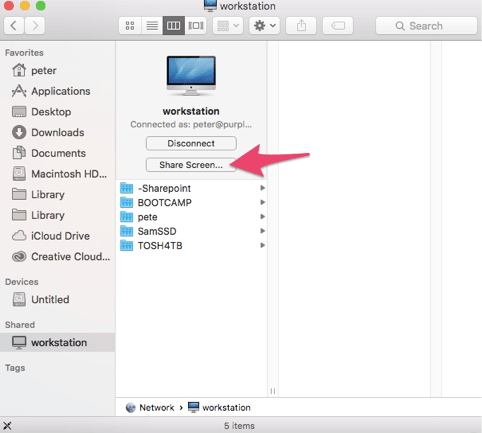 workstation
Search
Favorites
peter
Applications
Desktop
Downloads
Documents
Macintosh HD...
Library
Library
iCloud Drive
Creative Cloud...
Devices
Untitled
Shared
workstation
Tags
workstation
Connected as: peter@purpl...
Disconnect
Share Screen...
-Sharepoint
BOOTCAMP
pete
SamSSD
TOSH4TB
Network › workstation
5 items